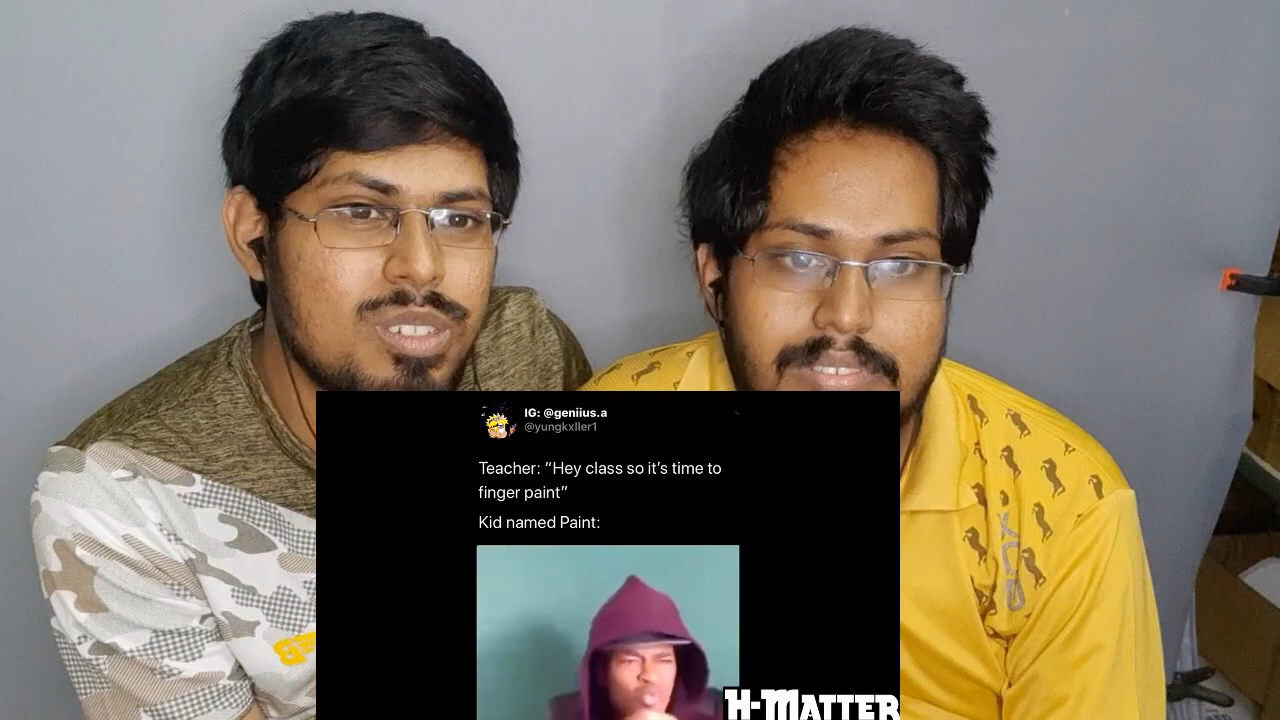 IG: @geniius.a
@yungkxller1
Teacher: “Hey class so it’s time to
finger paint”
Kid named Paint:
H-MATTER